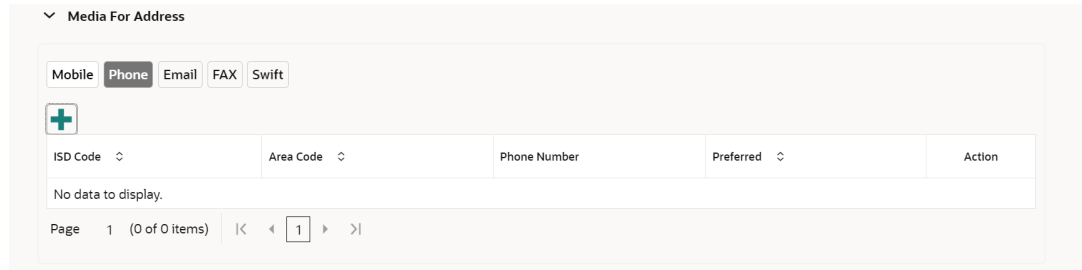 Media For Address
Mobile Phone Email FAX Swift
ISD Code Area Code Phone Number Preferred Action
No data to display.
Page 1 (0 of 0 items) 1